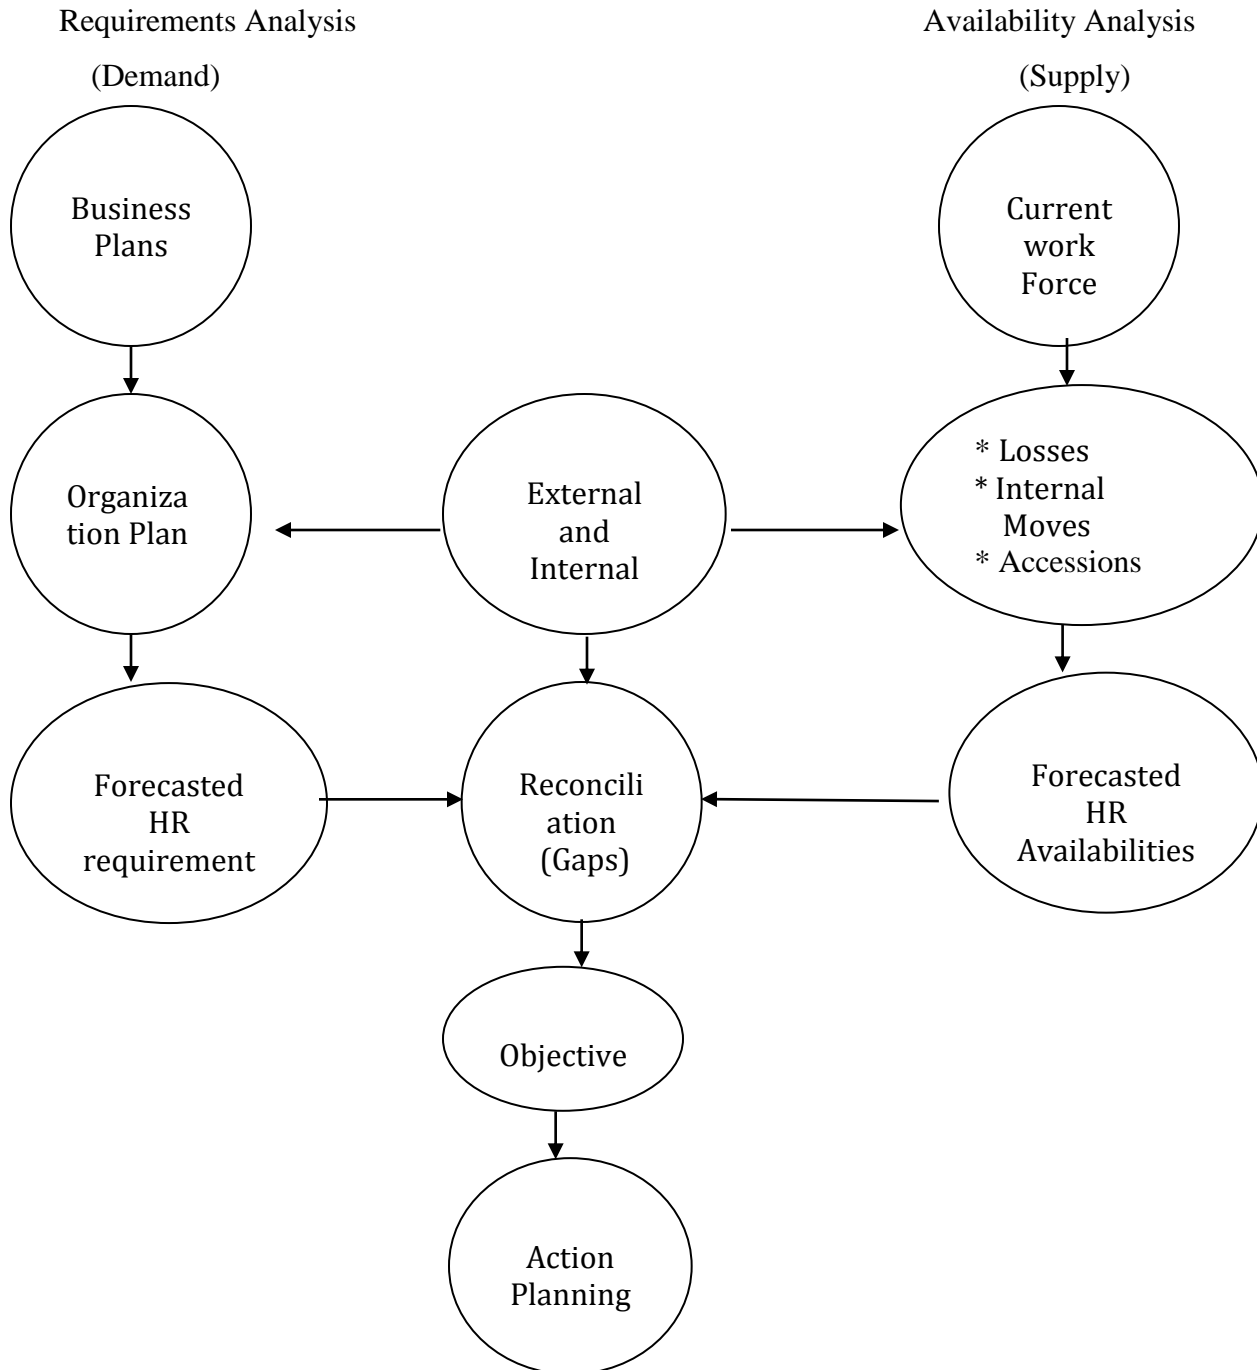 Requirements Analysis
(Demand)
Availability Analysis
(Supply)
Business
Plans
Current
work
Force
Organiza
tion Plan
External
and
Internal
* Losses
* Internal
Moves
* Accessions
Forecasted
HR
requirement
Reconcili
ation
(Gaps)
Forecasted
HR
Availabilities
Objective
Action
Planning